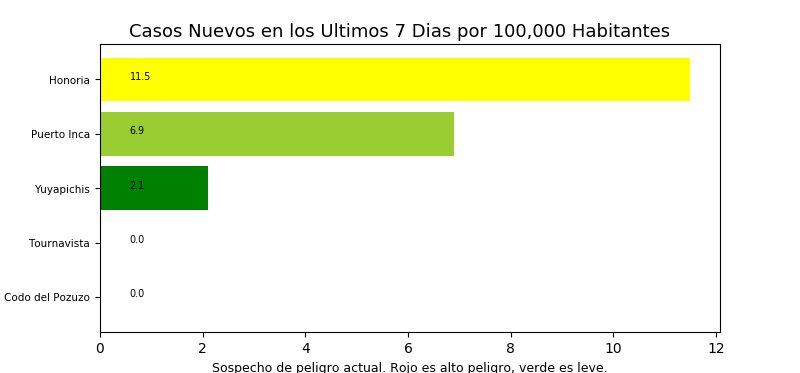 Casos Nuevos en los Ultimos 7 Dias por 100,000 Habitantes
Honoria 11.5
Puerto Inca 6.9
Yuyapichis 2.1
Tournavista 0.0
Codo del Pozuzo 0.0
0 2 4 6 8 10 12
Sospecho de peligro actual. Rojo es alto peligro, verde es leve.